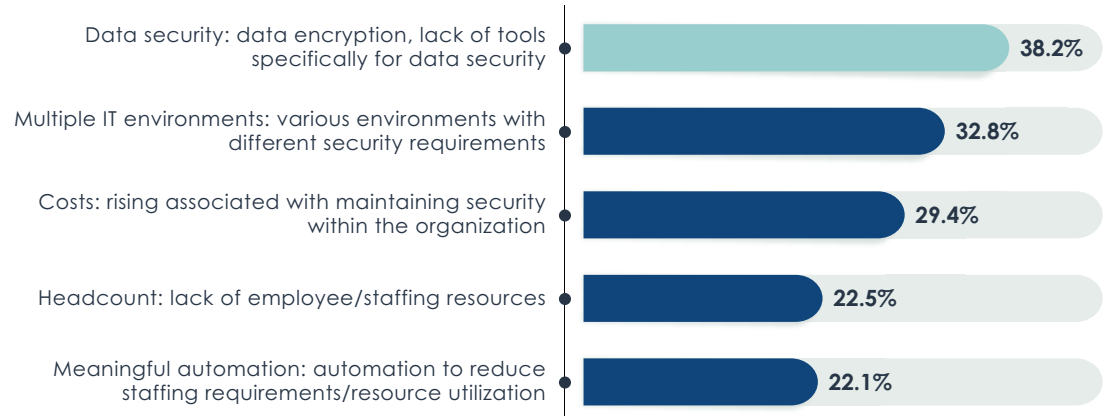 Data security: data encryption, lack of tools
specifically for data security
38.2%
Multiple IT environments: various environments with
different security requirements
32.8%
Costs: rising associated with maintaining security
within the organization
29.4%
Headcount: lack of employee/staffing resources
22.5%
Meaningful automation: automation to reduce
staffing requirements/resource utilization
22.1%